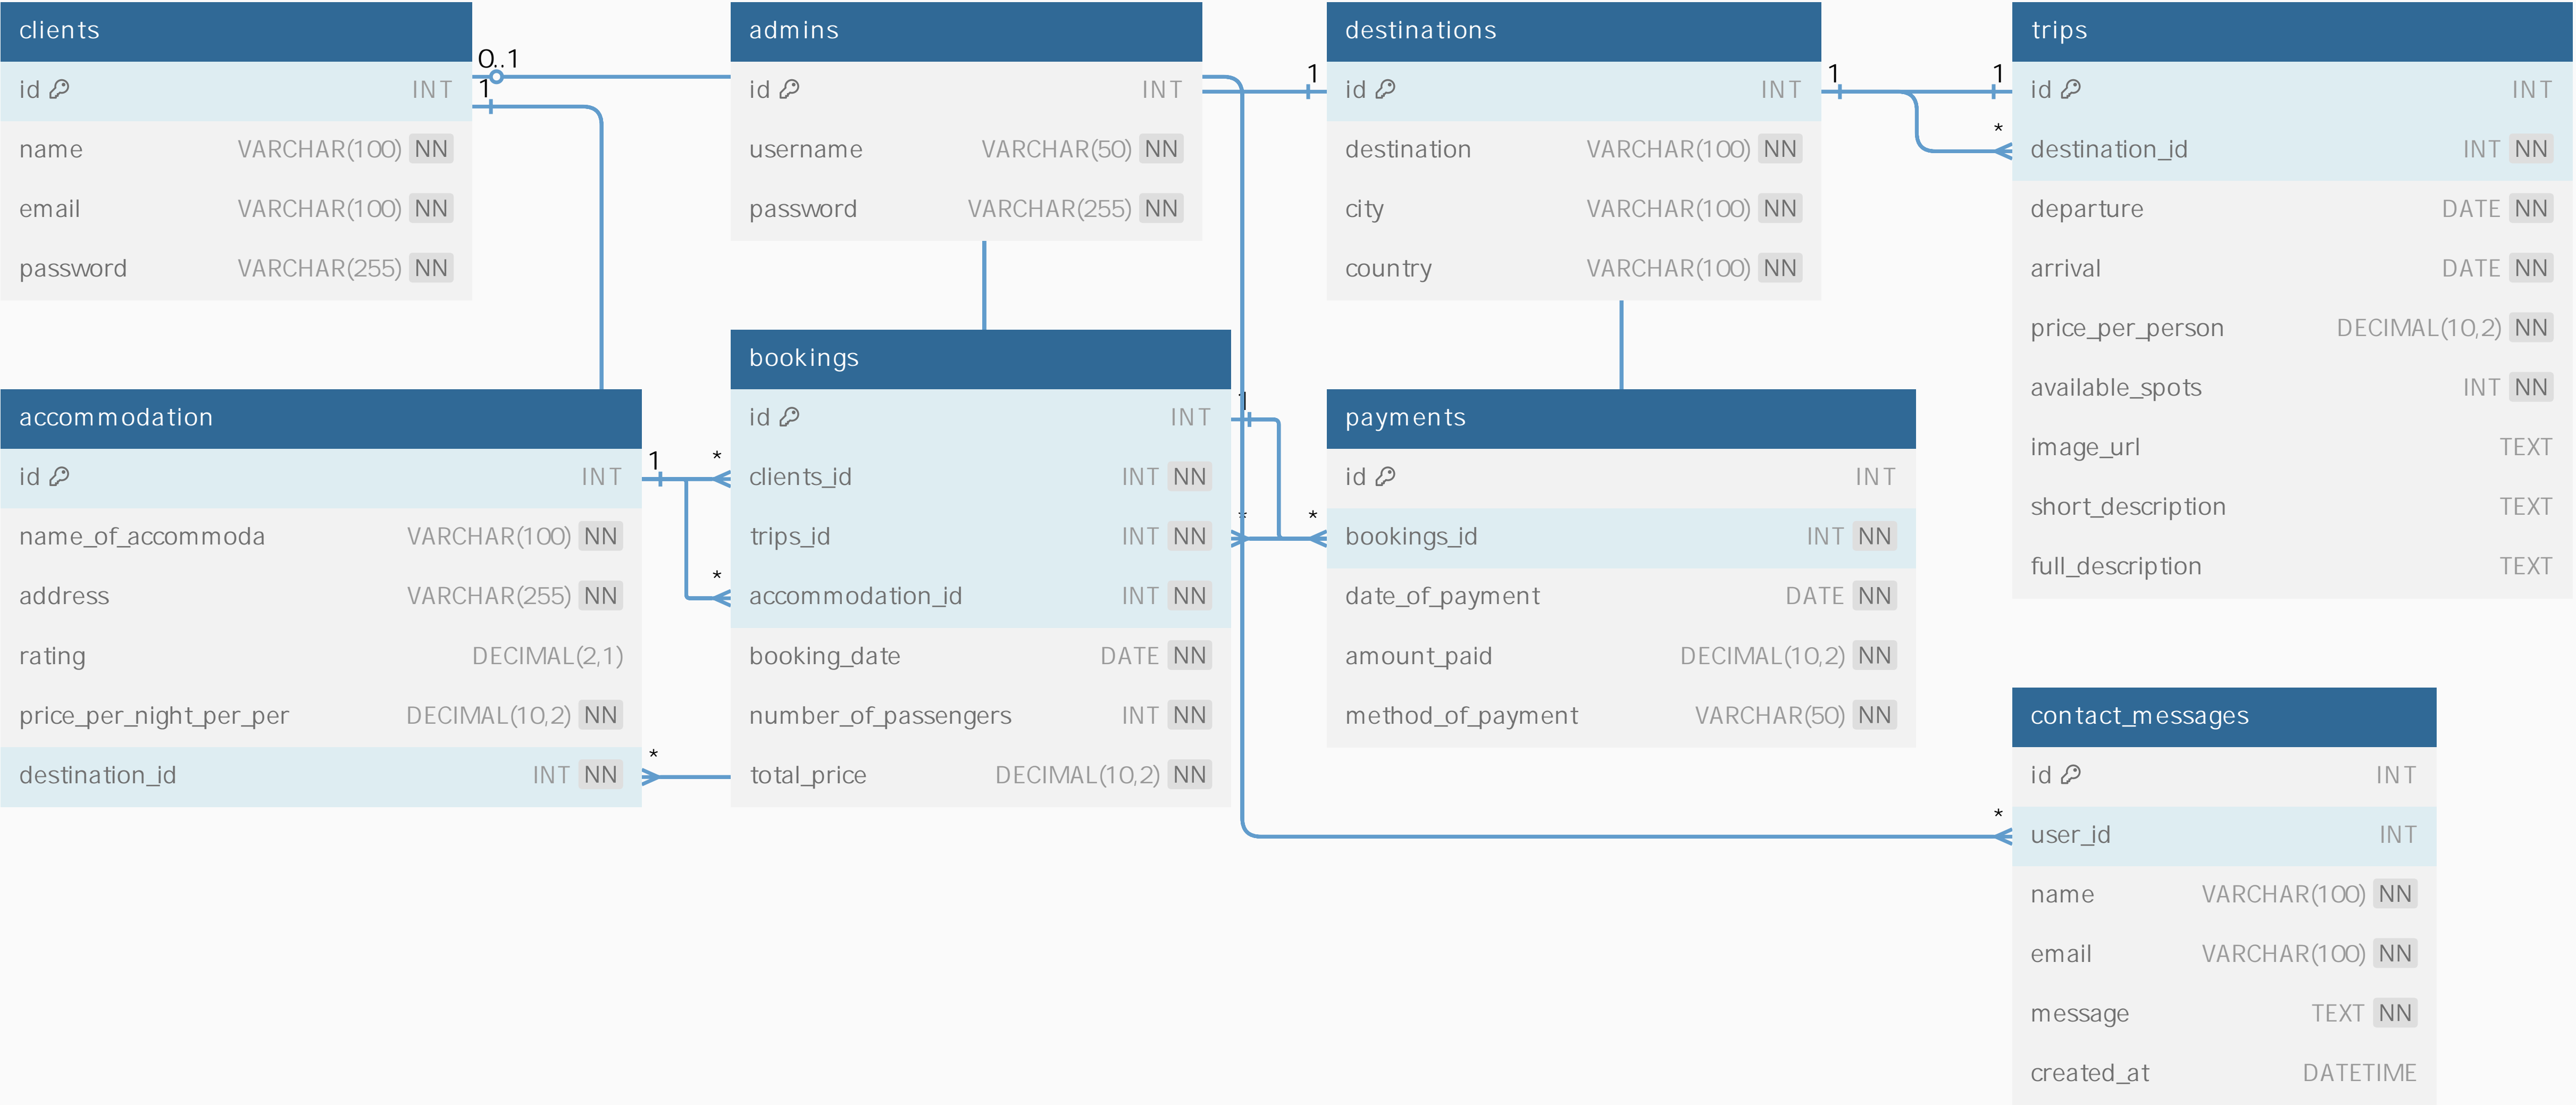 clients
id INT
name VARCHAR(100) NN
email VARCHAR(100) NN
password VARCHAR(255) NN
0..1
1
admins
id INT
username VARCHAR(50) NN
password VARCHAR(255) NN
1
destinations
id INT
destination VARCHAR(100) NN
city VARCHAR(100) NN
country VARCHAR(100) NN
1
1
*
trips
id INT
destination_id INT NN
departure DATE NN
arrival DATE NN
price_per_person DECIMAL(10,2) NN
available_spots INT NN
image_url TEXT
short_description TEXT
full_description TEXT
accommodation
id INT
name_of_accommoda VARCHAR(100) NN
address VARCHAR(255) NN
rating DECIMAL(2,1)
price_per_night_per_per DECIMAL(10,2) NN
destination_id INT NN
1
*
*
*
bookings
id INT
clients_id INT NN
trips_id INT NN
accommodation_id INT NN
booking_date DATE NN
number_of_passengers INT NN
total_price DECIMAL(10,2) NN
1
*
*
payments
id INT
bookings_id INT NN
date_of_payment DATE NN
amount_paid DECIMAL(10,2) NN
method_of_payment VARCHAR(50) NN
*
contact_messages
id INT
user_id INT
name VARCHAR(100) NN
email VARCHAR(100) NN
message TEXT NN
created_at DATETIME